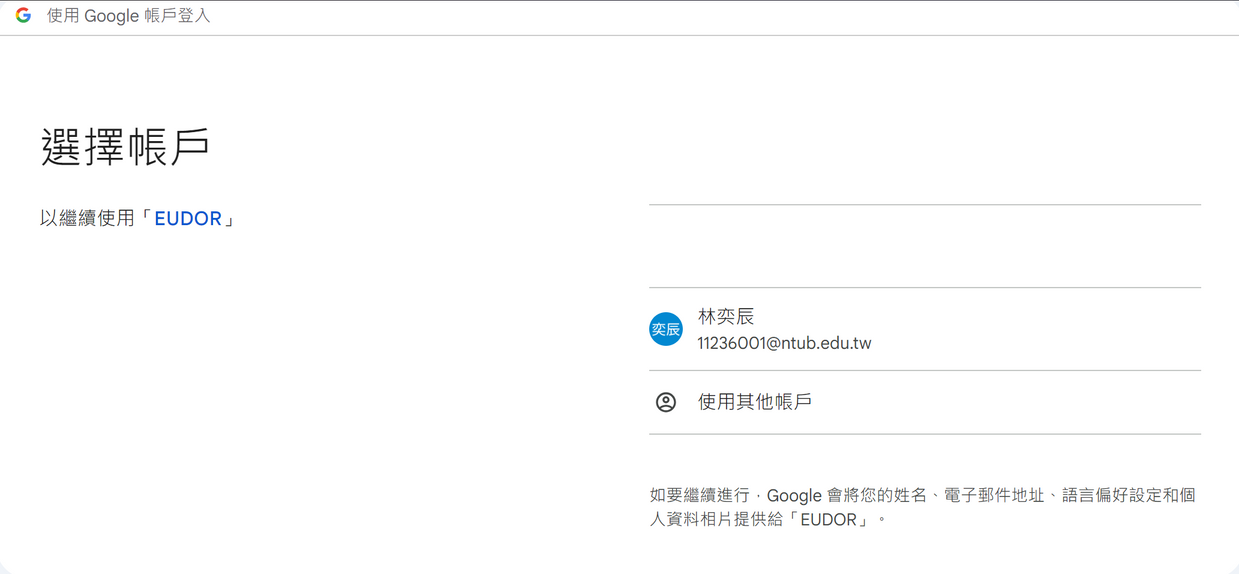 使用 Google 帳戶登入
選擇帳戶
以繼續使用「EUDOR」
奕辰
林奕辰
11236001@ntub.edu.tw
使用其他帳戶
如要繼續進行，Google 會將您的姓名、電子郵件地址、語言偏好設定和個
人資料相片提供給「EUDOR」。